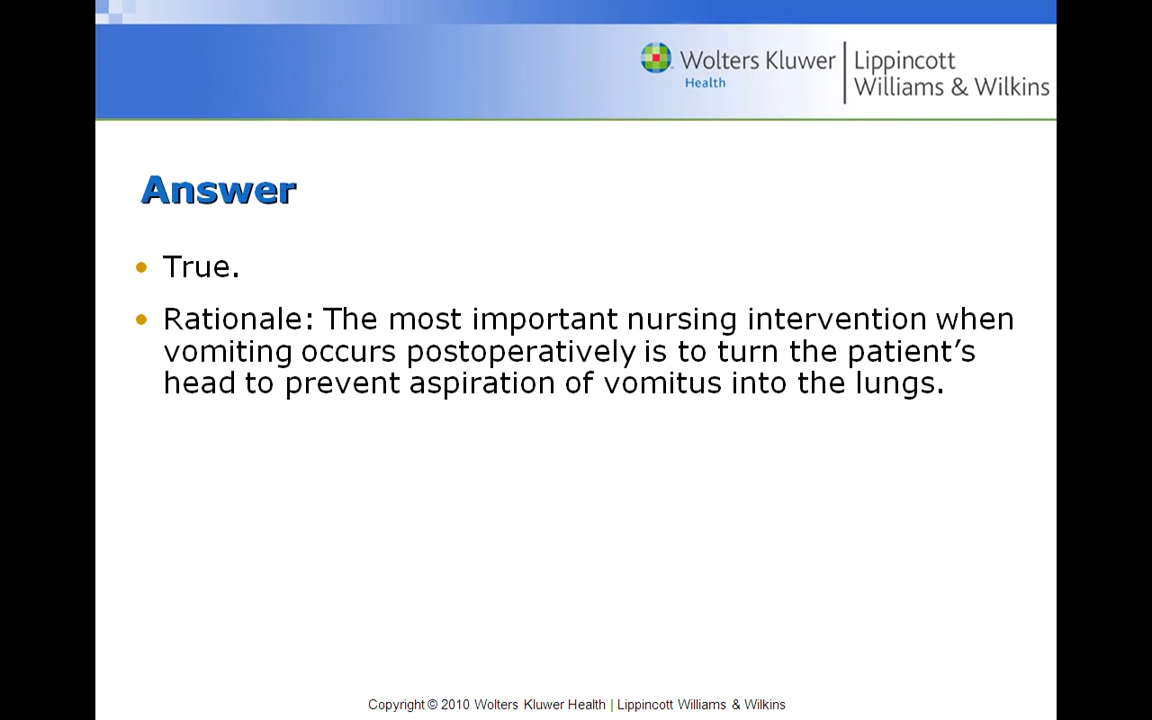 Wolters Kluwer
Health
Lippincott
Williams & Wilkins
Answer
• True.
• Rationale: The most important nursing intervention when
vomiting occurs postoperatively is to turn the patient’s
head to prevent aspiration of vomitus into the lungs.
Copyright © 2010 Wolters Kluwer Health | Lippincott Williams & Wilkins